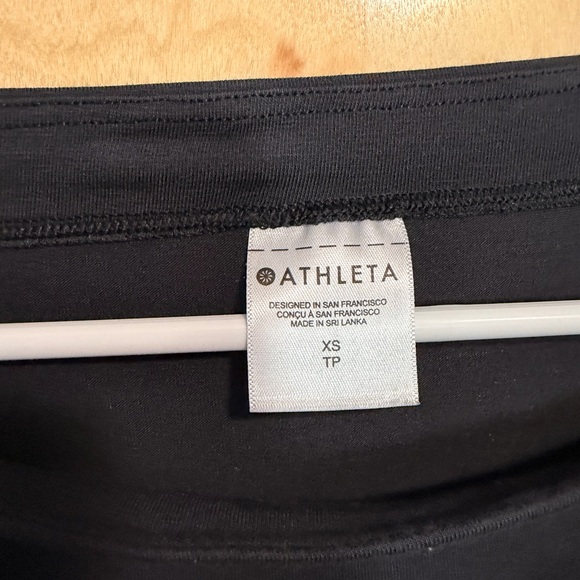 ATHLETA
DESIGNED IN SAN FRANCISCO
CONÇU À SAN FRANCISCO
MADE IN SRI LANKA
XS
TP